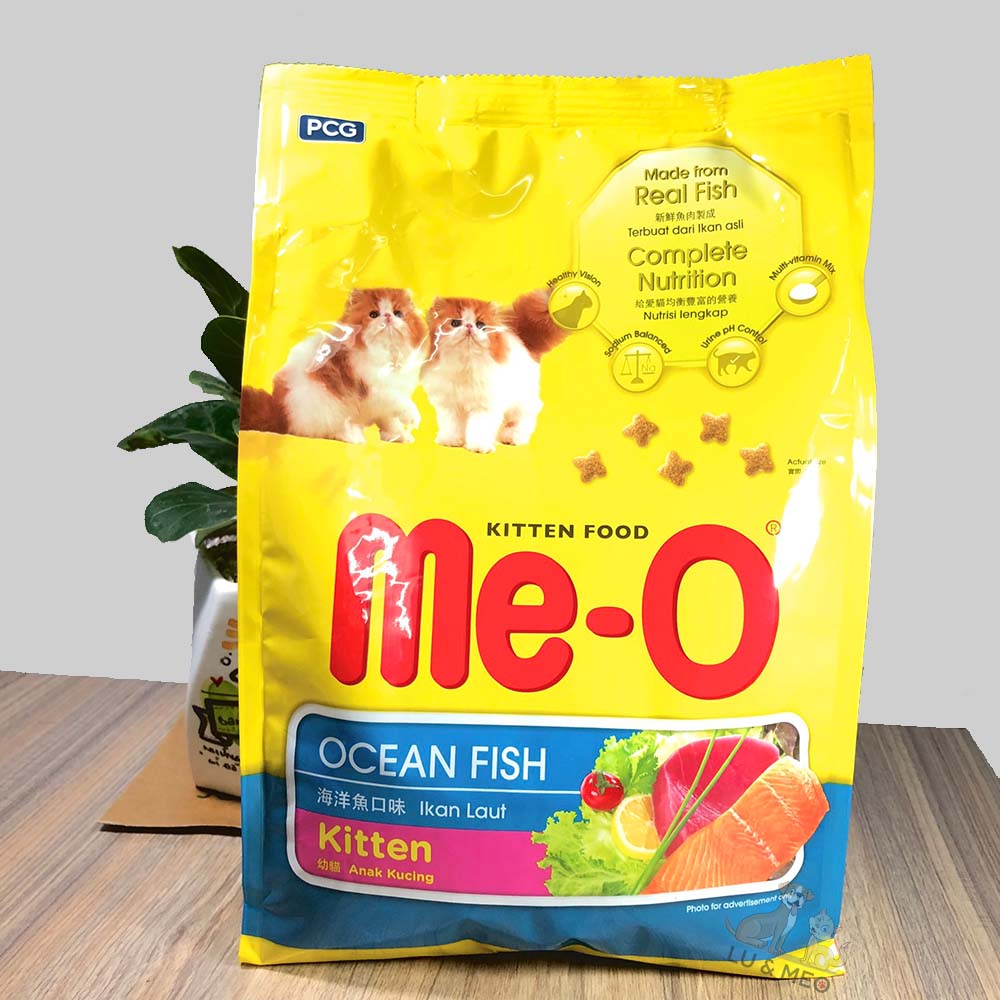 PCG
Made from
Real Fish
新鮮魚肉製成
Terbuat dari Ikan asli
Complete
Nutrition
給愛貓均衡豐富的營養
Nutrisi lengkap
Healthy Vision
Multi-vitamin Mix
Sodium Balanced
Na
Urine pH Control
KITTEN FOOD
Me-O®
OCEAN FISH
海洋魚口味 Ikan Laut
Kitten
幼貓 Anak Kucing
Photo for advertisement only
LU & MEO